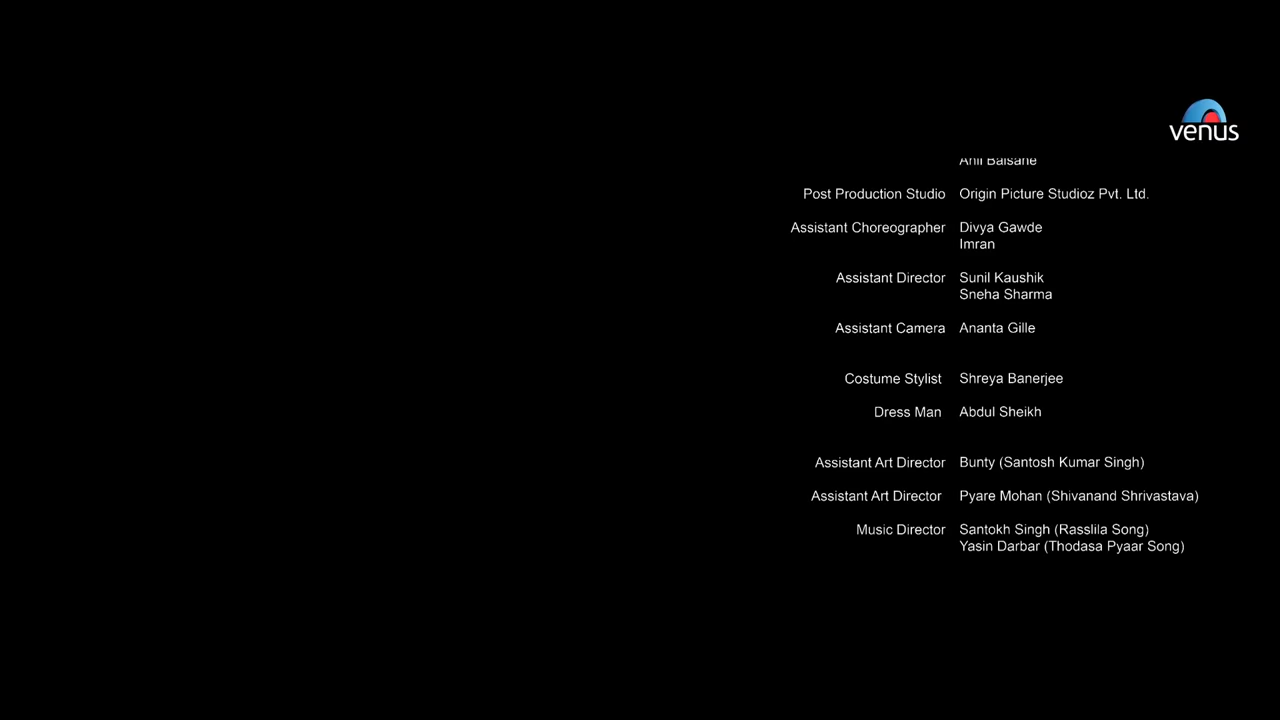 venus
Anil Balsane
Post Production Studio Origin Picture Studioz Pvt. Ltd.
Assistant Choreographer Divya Gawde
Imran
Assistant Director Sunil Kaushik
Sneha Sharma
Assistant Camera Ananta Gille
Costume Stylist Shreya Banerjee
Dress Man Abdul Sheikh
Assistant Art Director Bunty (Santosh Kumar Singh)
Assistant Art Director Pyare Mohan (Shivanand Shrivastava)
Music Director Santokh Singh (Rasslila Song)
Yasin Darbar (Thodasa Pyaar Song)